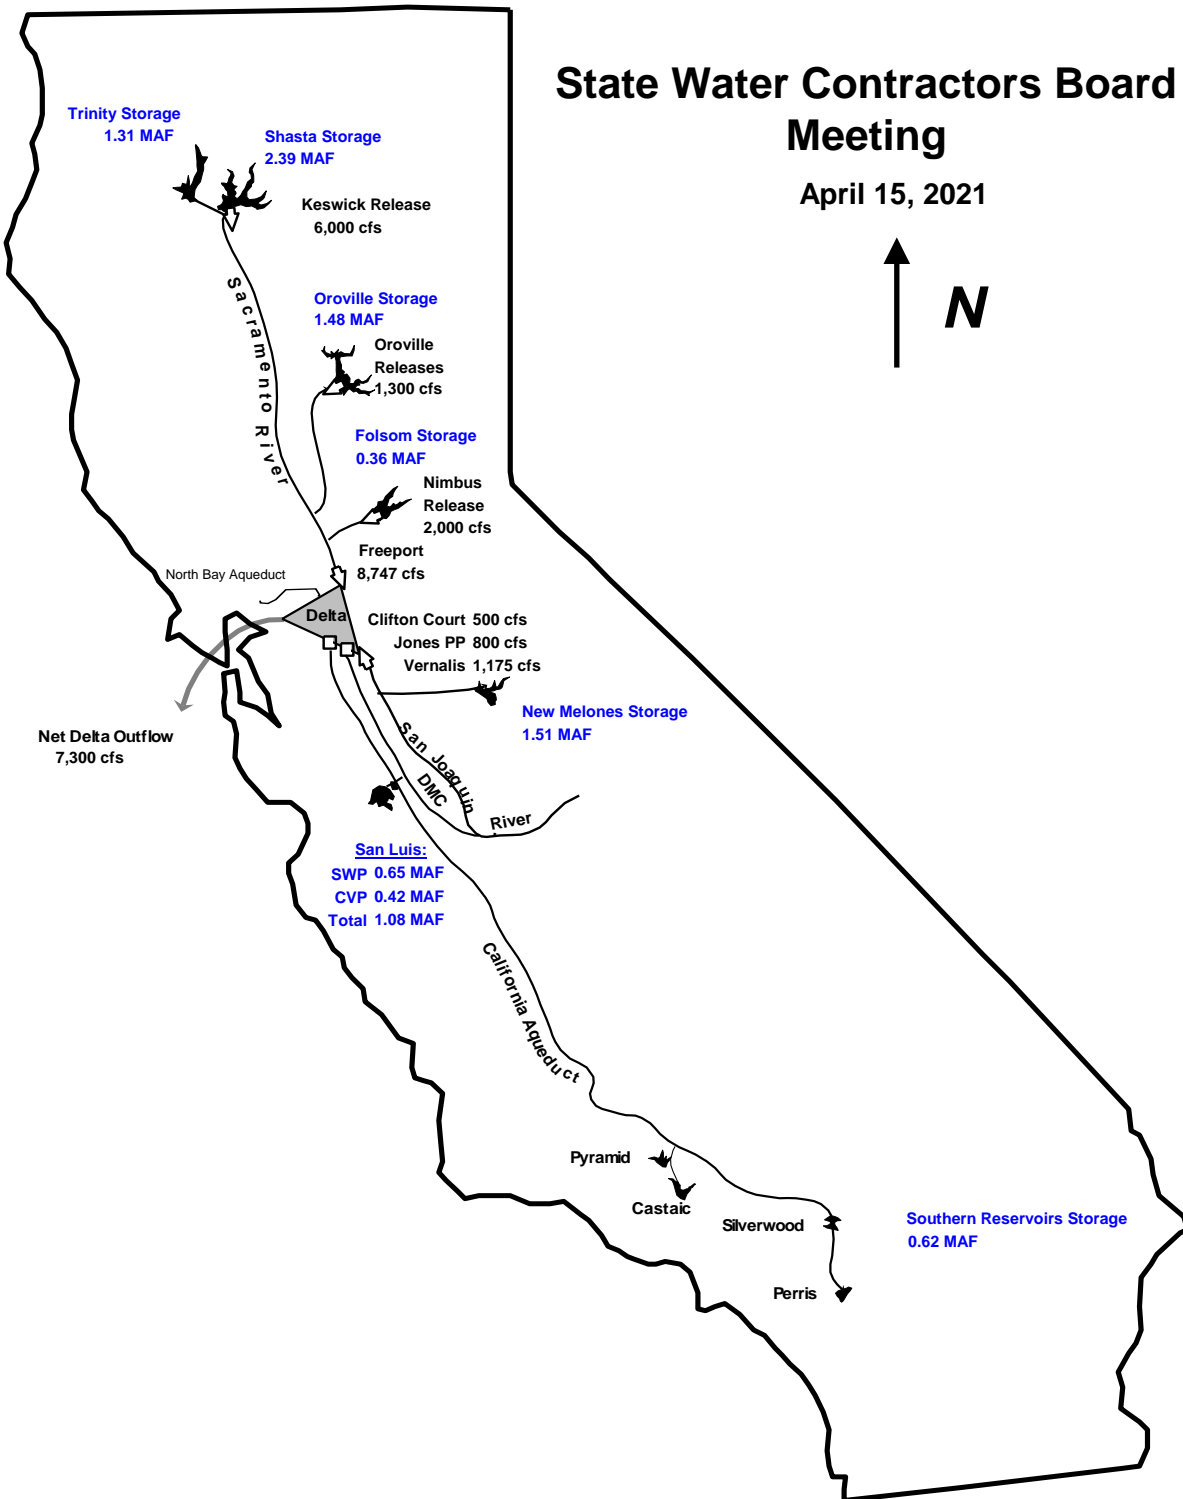 State Water Contractors Board
Meeting
April 15, 2021
N
Trinity Storage
1.31 MAF
Shasta Storage
2.39 MAF
Keswick Release
6,000 cfs
Sacramento River
Oroville Storage
1.48 MAF
Oroville
Releases
1,300 cfs
Folsom Storage
0.36 MAF
Nimbus
Release
2,000 cfs
Freeport
8,747 cfs
North Bay Aqueduct
Delta
Clifton Court 500 cfs
Jones PP 800 cfs
Vernalis 1,175 cfs
New Melones Storage
1.51 MAF
Net Delta Outflow
7,300 cfs
San Joaquin
River
DMC
San Luis:
SWP 0.65 MAF
CVP 0.42 MAF
Total 1.08 MAF
California Aqueduct
Pyramid
Castaic
Silverwood
Perris
Southern Reservoirs Storage
0.62 MAF